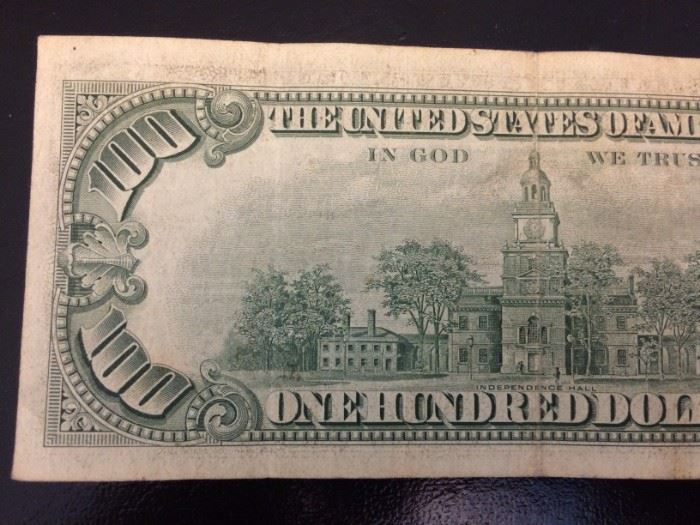 100
THE UNITED STATES OF AM
IN GOD WE TRUS
INDEPENDENCE HALL
100
ONE HUNDRED DOL